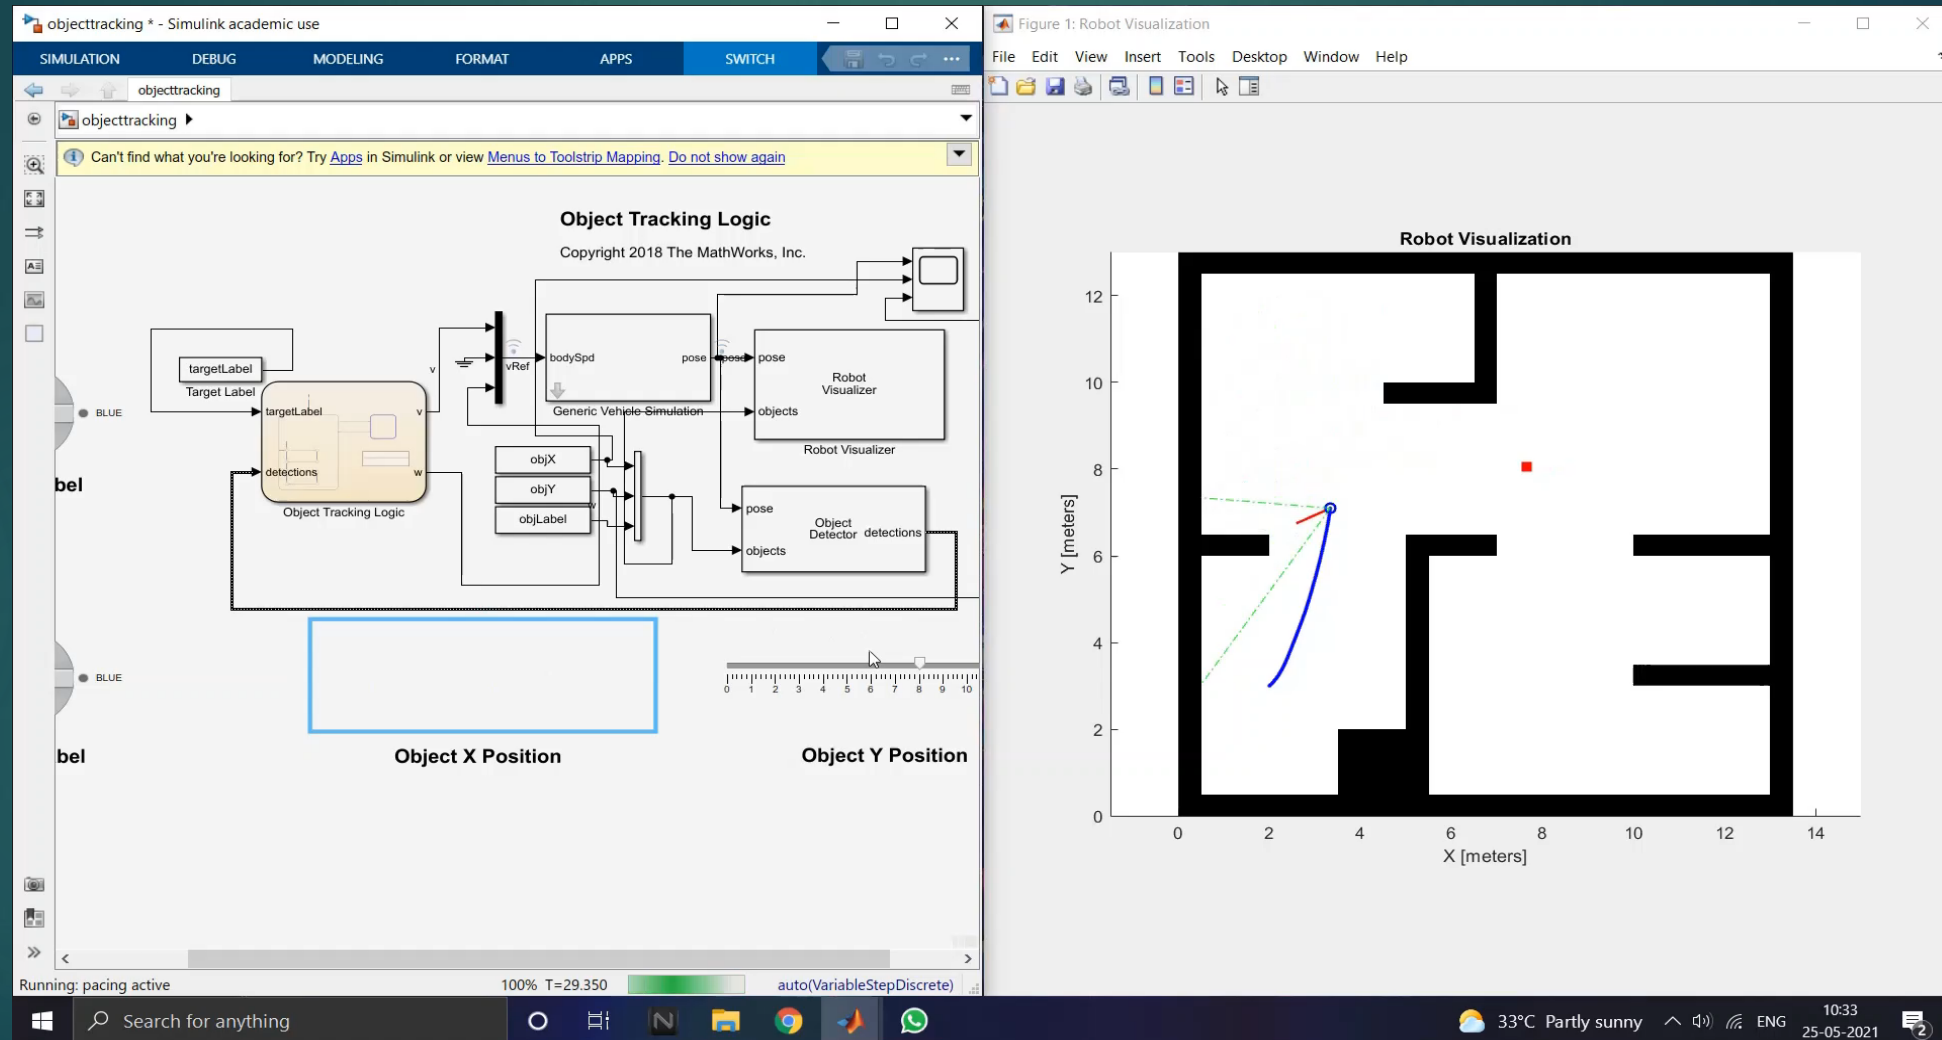 objecttracking * - Simulink academic use
SIMULATION DEBUG MODELING FORMAT APPS SWITCH
objecttracking
objecttracking
Can't find what you're looking for? Try Apps in Simulink or view Menus to Toolstrip Mapping. Do not show again
Object Tracking Logic
Copyright 2018 The MathWorks, Inc.
targetLabel
Target Label
BLUE
targetLabel
detections
v
w
Object Tracking Logic
v
vRef
bodySpd
pose
Generic Vehicle Simulation
pose
pose
objects
Robot
Visualizer
Robot Visualizer
bel
objX
objY
w
objLabel
pose
objects
Object
Detector
detections
BLUE
0 1 2 3 4 5 6 7 8 9 10
bel
Object X Position
Object Y Position
Running: pacing active
100% T=29.350
auto(VariableStepDiscrete)
Figure 1: Robot Visualization
File Edit View Insert Tools Desktop Window Help
Robot Visualization
12
10
8
6
4
2
0
Y [meters]
0 2 4 6 8 10 12 14
X [meters]
Search for anything
33°C Partly sunny
ENG
10:33
25-05-2021
2